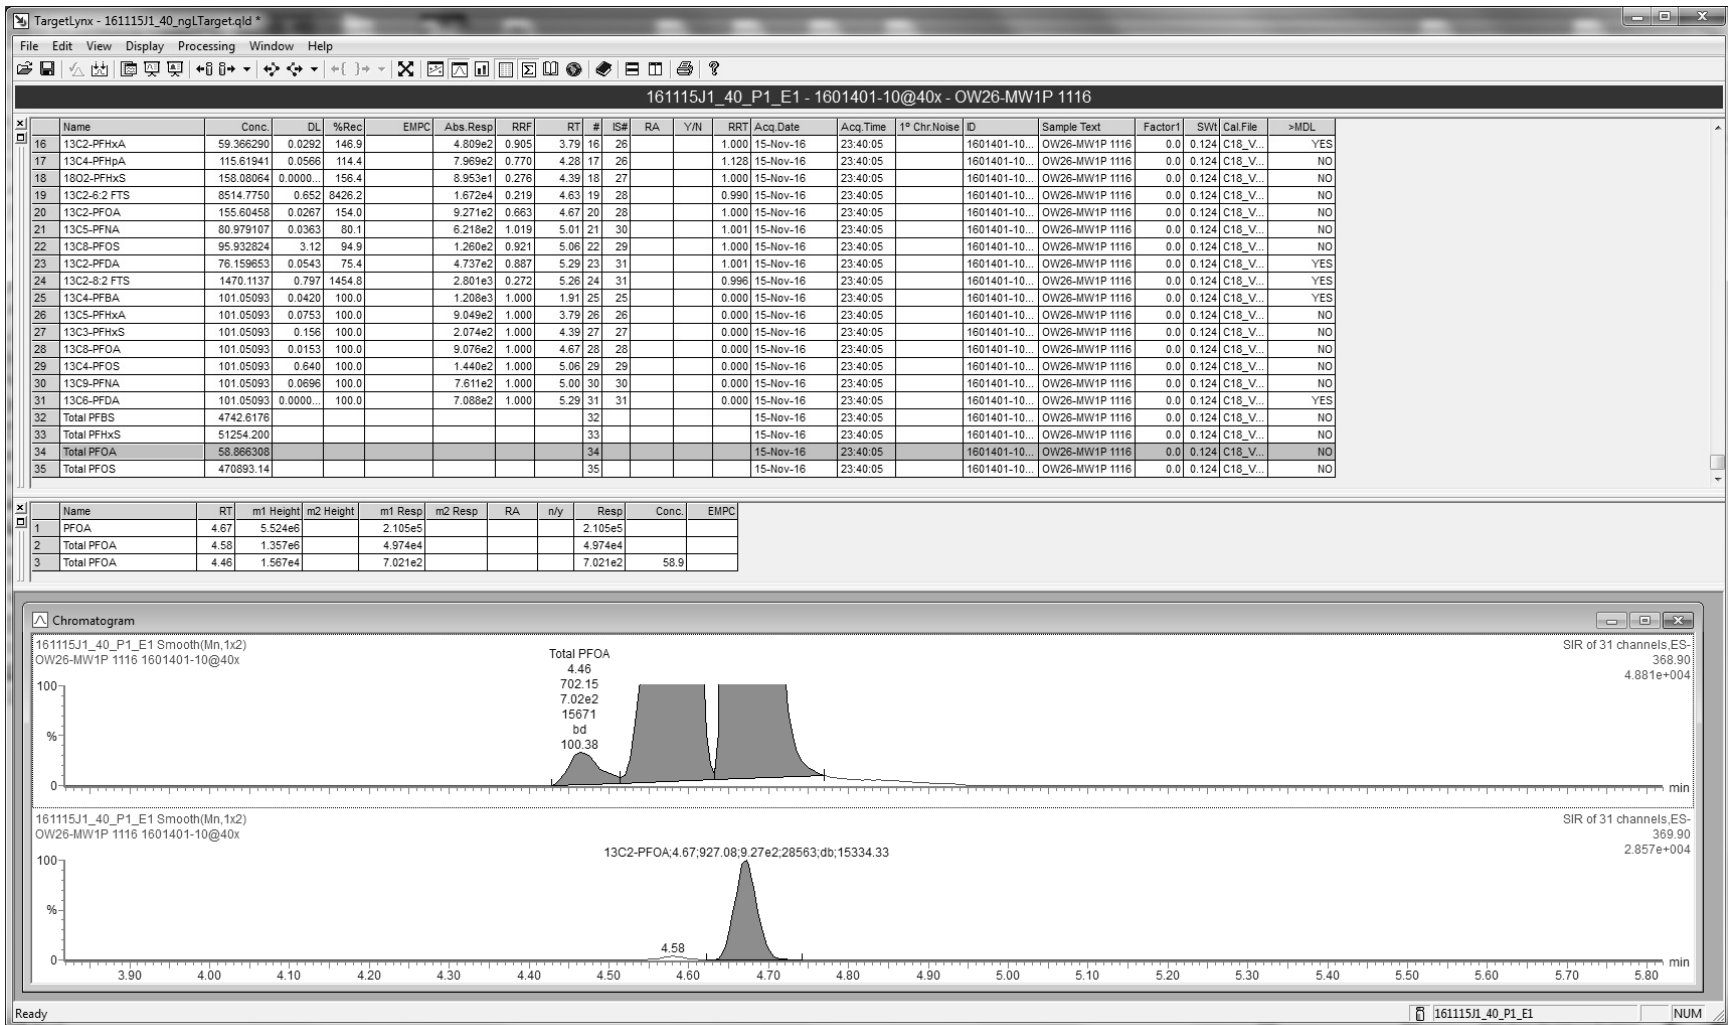 TargetLynx - 161115J1_40_ngLTarget.qld *
File Edit View Display Processing Window Help
161115J1_40_P1_E1 - 1601401-10@40x - OW26-MW1P 1116
Name Conc. DL %Rec EMPC Abs.Resp RRF RT # IS# RA Y/N RRT Acq.Date Acq.Time 1° Chr.Noise ID Sample Text Factor1 SWt Cal.File >MDL
16 13C2-PFHxA 59.366290 0.0292 146.9 4.809e2 0.905 3.79 16 26 1.000 15-Nov-16 23:40:05 1601401-10... OW26-MW1P 1116 0.0 0.124 C18_V... YES
17 13C4-PFHpA 115.61941 0.0566 114.4 7.969e2 0.770 4.28 17 26 1.128 15-Nov-16 23:40:05 1601401-10... OW26-MW1P 1116 0.0 0.124 C18_V... NO
18 18O2-PFHxS 158.08064 0.0000... 156.4 8.953e1 0.276 4.39 18 27 1.000 15-Nov-16 23:40:05 1601401-10... OW26-MW1P 1116 0.0 0.124 C18_V... NO
19 13C2-6:2 FTS 8514.7750 0.652 8426.2 1.672e4 0.219 4.63 19 28 0.990 15-Nov-16 23:40:05 1601401-10... OW26-MW1P 1116 0.0 0.124 C18_V... NO
20 13C2-PFOA 155.60458 0.0267 154.0 9.271e2 0.663 4.67 20 28 1.000 15-Nov-16 23:40:05 1601401-10... OW26-MW1P 1116 0.0 0.124 C18_V... NO
21 13C5-PFNA 80.979107 0.0363 80.1 6.218e2 1.019 5.01 21 30 1.001 15-Nov-16 23:40:05 1601401-10... OW26-MW1P 1116 0.0 0.124 C18_V... NO
22 13C8-PFOS 95.932824 3.12 94.9 1.260e2 0.921 5.06 22 29 1.000 15-Nov-16 23:40:05 1601401-10... OW26-MW1P 1116 0.0 0.124 C18_V... NO
23 13C2-PFDA 76.159653 0.0543 75.4 4.737e2 0.887 5.29 23 31 1.001 15-Nov-16 23:40:05 1601401-10... OW26-MW1P 1116 0.0 0.124 C18_V... YES
24 13C2-8:2 FTS 1470.1137 0.797 1454.8 2.801e3 0.272 5.26 24 31 0.996 15-Nov-16 23:40:05 1601401-10... OW26-MW1P 1116 0.0 0.124 C18_V... YES
25 13C4-PFBA 101.05093 0.0420 100.0 1.208e3 1.000 1.91 25 25 0.000 15-Nov-16 23:40:05 1601401-10... OW26-MW1P 1116 0.0 0.124 C18_V... YES
26 13C5-PFHxA 101.05093 0.0753 100.0 9.049e2 1.000 3.79 26 26 0.000 15-Nov-16 23:40:05 1601401-10... OW26-MW1P 1116 0.0 0.124 C18_V... NO
27 13C3-PFHxS 101.05093 0.156 100.0 2.074e2 1.000 4.39 27 27 0.000 15-Nov-16 23:40:05 1601401-10... OW26-MW1P 1116 0.0 0.124 C18_V... NO
28 13C8-PFOA 101.05093 0.0153 100.0 9.076e2 1.000 4.67 28 28 0.000 15-Nov-16 23:40:05 1601401-10... OW26-MW1P 1116 0.0 0.124 C18_V... NO
29 13C4-PFOS 101.05093 0.640 100.0 1.440e2 1.000 5.06 29 29 0.000 15-Nov-16 23:40:05 1601401-10... OW26-MW1P 1116 0.0 0.124 C18_V... NO
30 13C9-PFNA 101.05093 0.0696 100.0 7.611e2 1.000 5.00 30 30 0.000 15-Nov-16 23:40:05 1601401-10... OW26-MW1P 1116 0.0 0.124 C18_V... NO
31 13C6-PFDA 101.05093 0.0000... 100.0 7.088e2 1.000 5.29 31 31 0.000 15-Nov-16 23:40:05 1601401-10... OW26-MW1P 1116 0.0 0.124 C18_V... YES
32 Total PFBS 4742.6176 32 15-Nov-16 23:40:05 1601401-10... OW26-MW1P 1116 0.0 0.124 C18_V... NO
33 Total PFHxS 51254.200 33 15-Nov-16 23:40:05 1601401-10... OW26-MW1P 1116 0.0 0.124 C18_V... NO
34 Total PFOA 58.866308 34 15-Nov-16 23:40:05 1601401-10... OW26-MW1P 1116 0.0 0.124 C18_V... NO
35 Total PFOS 470893.14 35 15-Nov-16 23:40:05 1601401-10... OW26-MW1P 1116 0.0 0.124 C18_V... NO
Name RT m1 Height m2 Height m1 Resp m2 Resp RA n/y Resp Conc. EMPC
1 PFOA 4.67 5.524e6 2.105e5 2.105e5
2 Total PFOA 4.58 1.357e6 4.974e4 4.974e4
3 Total PFOA 4.46 1.567e4 7.021e2 7.021e2 58.9
Chromatogram
161115J1_40_P1_E1 Smooth(Mn,1x2)
OW26-MW1P 1116 1601401-10@40x
SIR of 31 channels,ES-
368.90
4.881e+004
Total PFOA
4.46
702.15
7.02e2
15671
bd
100.38
100
%
0
min
161115J1_40_P1_E1 Smooth(Mn,1x2)
OW26-MW1P 1116 1601401-10@40x
SIR of 31 channels,ES-
369.90
2.857e+004
13C2-PFOA;4.67;927.08;9.27e2;28563;db;15334.33
100
%
4.58
0
min
3.90 4.00 4.10 4.20 4.30 4.40 4.50 4.60 4.70 4.80 4.90 5.00 5.10 5.20 5.30 5.40 5.50 5.60 5.70 5.80
Ready 161115J1_40_P1_E1 NUM